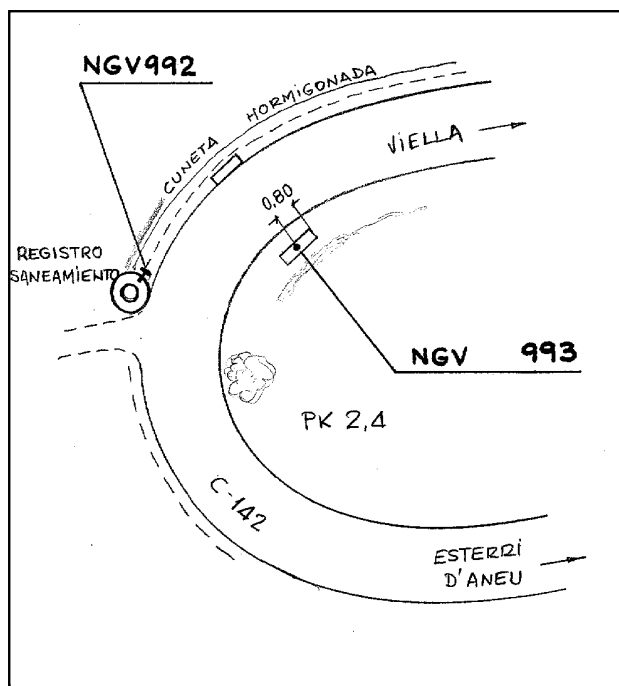 NGV992
CUNETA HORMIGONADA
VIELLA
0,80
REGISTRO
SANEAMIENTO
NGV 993
PK 2,4
C-142
ESTERRI
D'ANEU